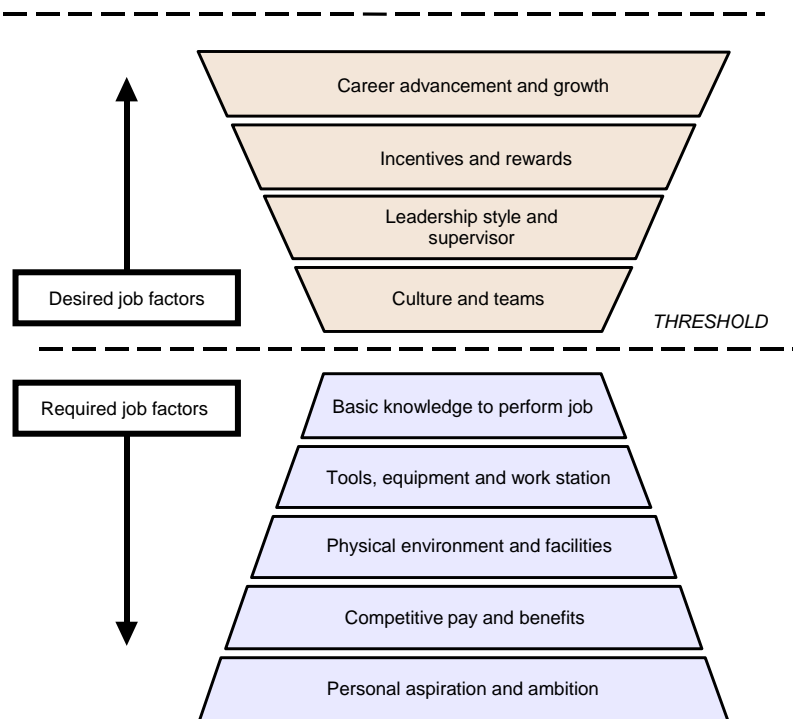 Career advancement and growth
Incentives and rewards
Leadership style and
supervisor
Desired job factors
Culture and teams
THRESHOLD
Required job factors
Basic knowledge to perform job
Tools, equipment and work station
Physical environment and facilities
Competitive pay and benefits
Personal aspiration and ambition